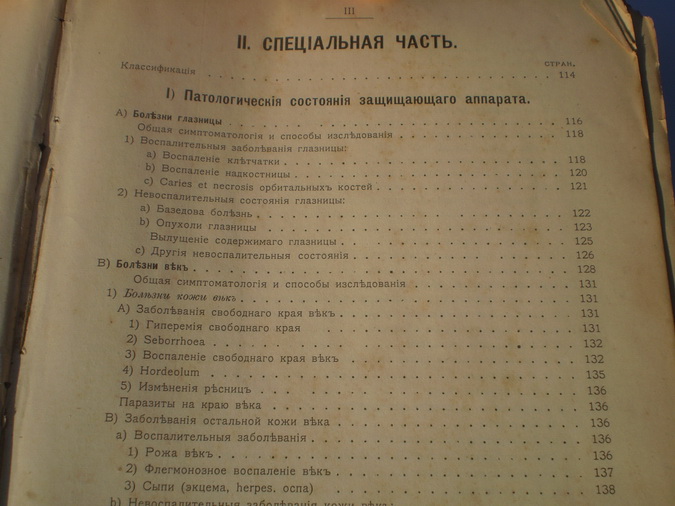 III
II. СПЕЦІАЛЬНАЯ ЧАСТЬ.
СТРАН.
Классификація . . . 114
I) Патологическія состоянія защищающаго аппарата.
A) Болѣзни глазницы . . . 116
Общая симптоматологія и способы изслѣдованія . . . 118
1) Воспалительныя заболѣванія глазницы:
a) Воспаленіе клѣтчатки . . . 118
b) Воспаленіе надкостницы . . . 120
c) Caries et necrosis орбитальныхъ костей . . . 121
2) Невоспалительныя состоянія глазницы:
a) Базедова болѣзнь . . . 122
b) Опухоли глазницы . . . 123
Вылущеніе содержимаго глазницы . . . 125
c) Другія невоспалительныя состоянія . . . 126
B) Болѣзни вѣкъ . . . 128
Общая симптоматологія и способы изслѣдованія . . . 131
1) Болѣзни кожи вѣкъ . . . 131
A) Заболѣванія свободнаго края вѣкъ . . . 131
1) Гиперемія свободнаго края . . . 131
2) Seborrhoea . . . 132
3) Воспаленіе свободнаго края вѣкъ . . . 132
4) Hordeolum . . . 135
5) Измѣненія рѣсницъ . . . 136
Паразиты на краю вѣка . . . 136
B) Заболѣванія остальной кожи вѣка . . . 136
a) Воспалительныя заболѣванія . . . 136
1) Рожа вѣкъ . . . 136
2) Флегмонозное воспаленіе вѣкъ . . . 137
3) Сыпи (экцема, herpes, оспа) . . . 138
b) Невоспалительныя заболѣванія кожи вѣка: